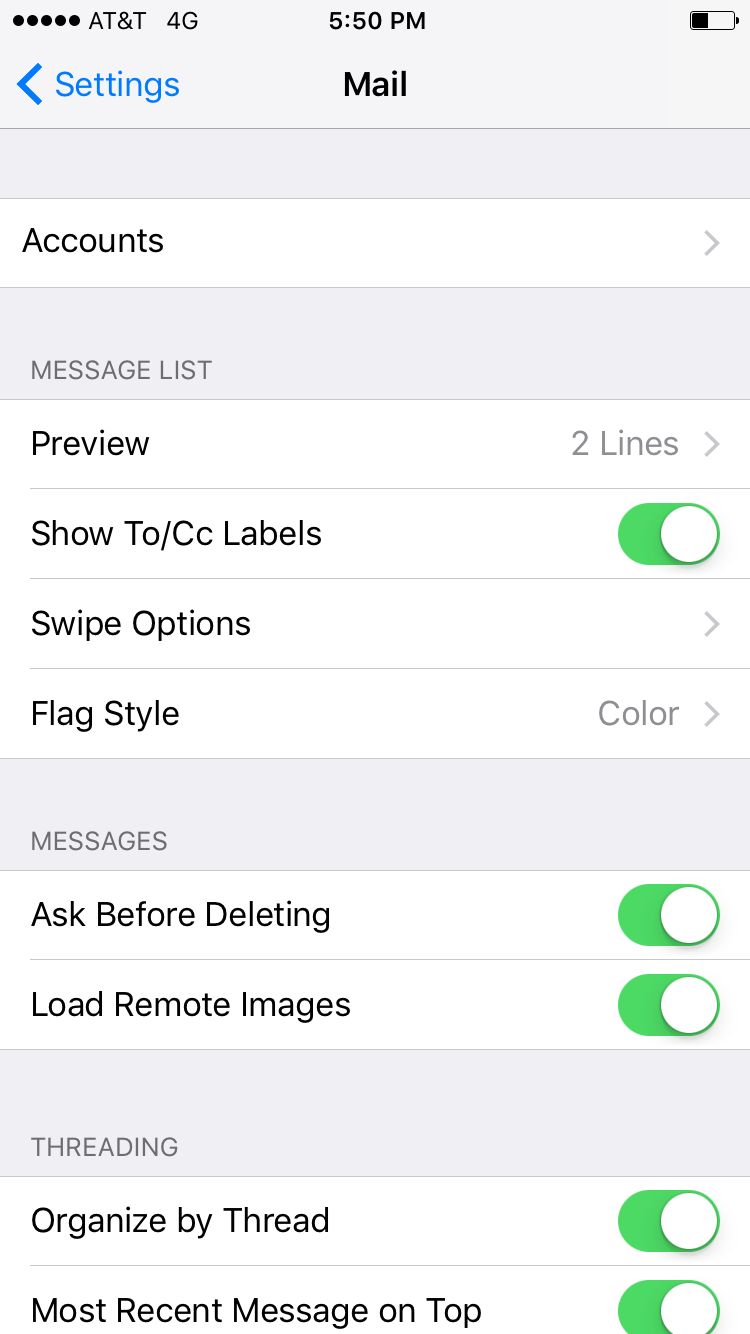 AT&T 4G 5:50 PM
Settings Mail
Accounts
MESSAGE LIST
Preview 2 Lines
Show To/Cc Labels
Swipe Options
Flag Style Color
MESSAGES
Ask Before Deleting
Load Remote Images
THREADING
Organize by Thread
Most Recent Message on Top